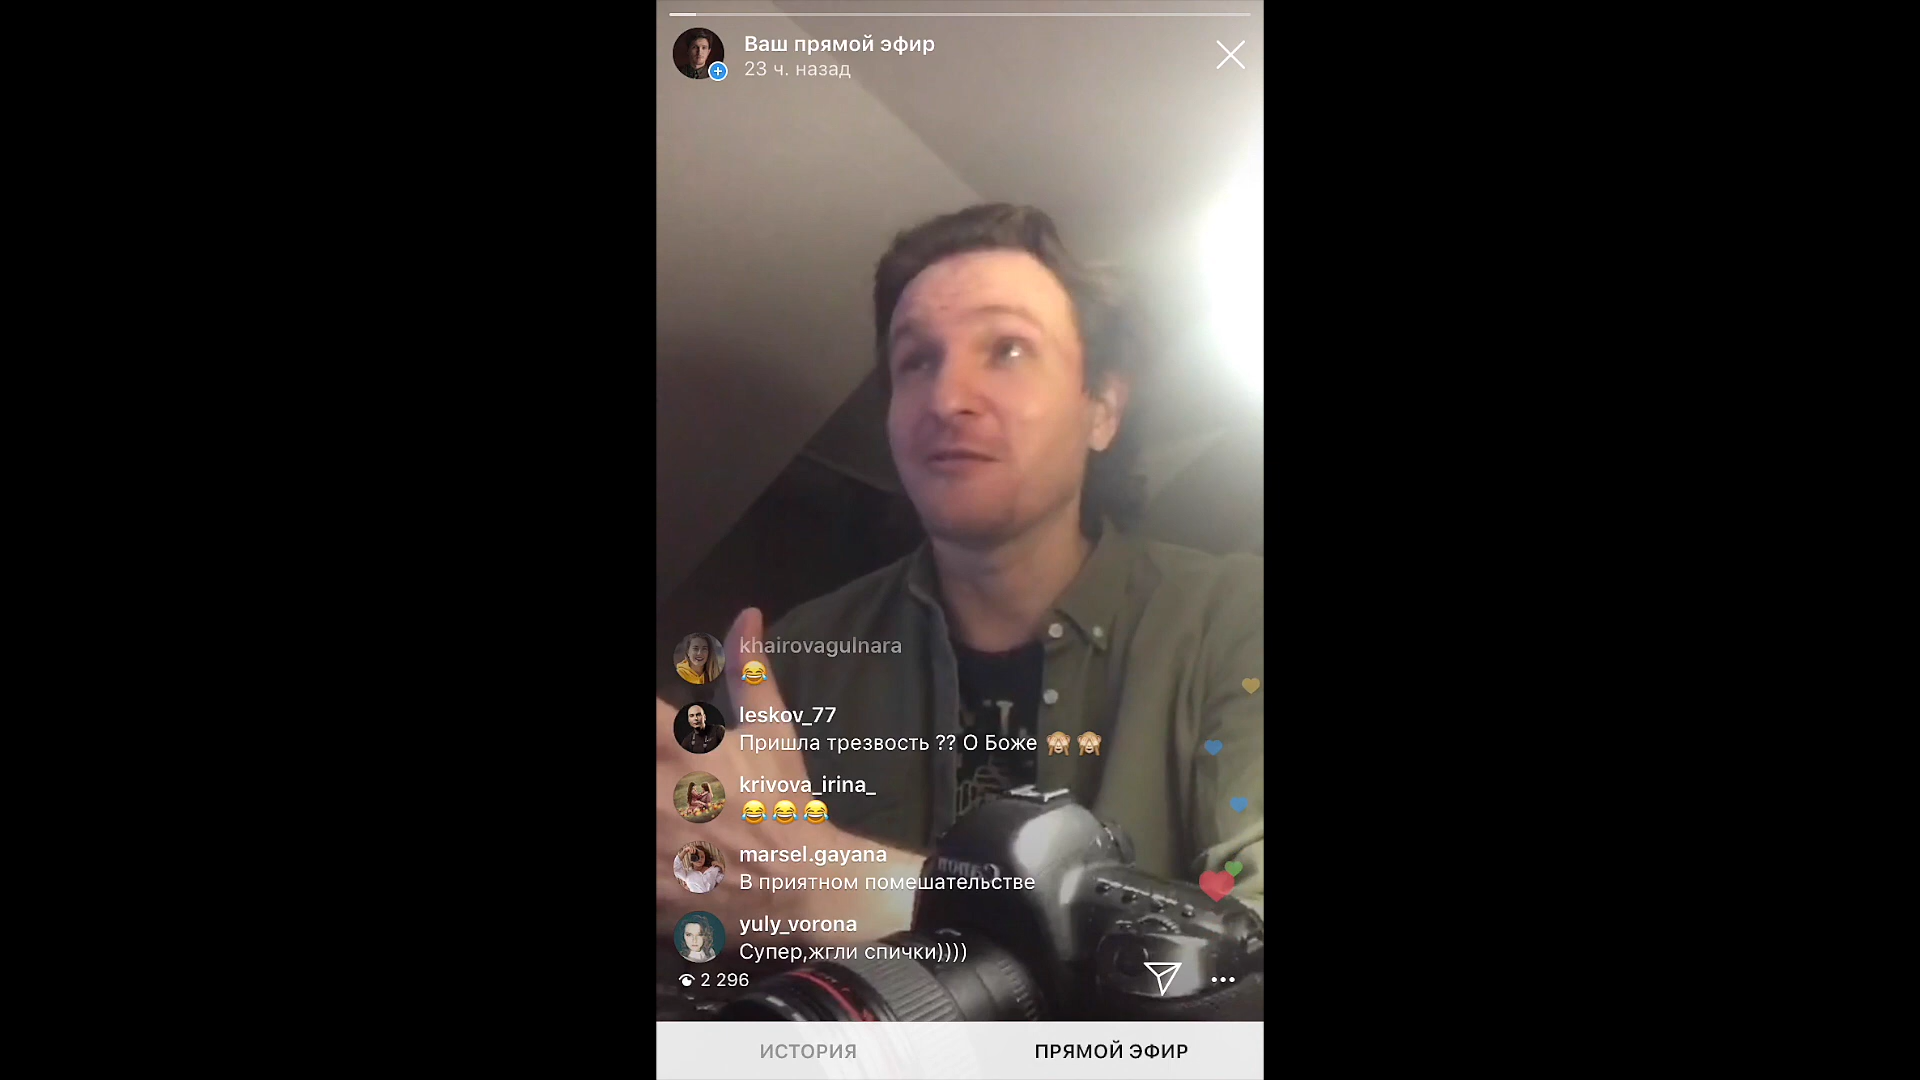 Ваш прямой эфир
23 ч. назад
khairovagulnara
😂
leskov_77
Пришла трезвость ?? О Боже 🙈🙈
krivova_irina_
😂😂😂
marsel.gayana
В приятном помешательстве
yuly_vorona
Супер,жгли спички))))
2 296
Canon
ИСТОРИЯ
ПРЯМОЙ ЭФИР